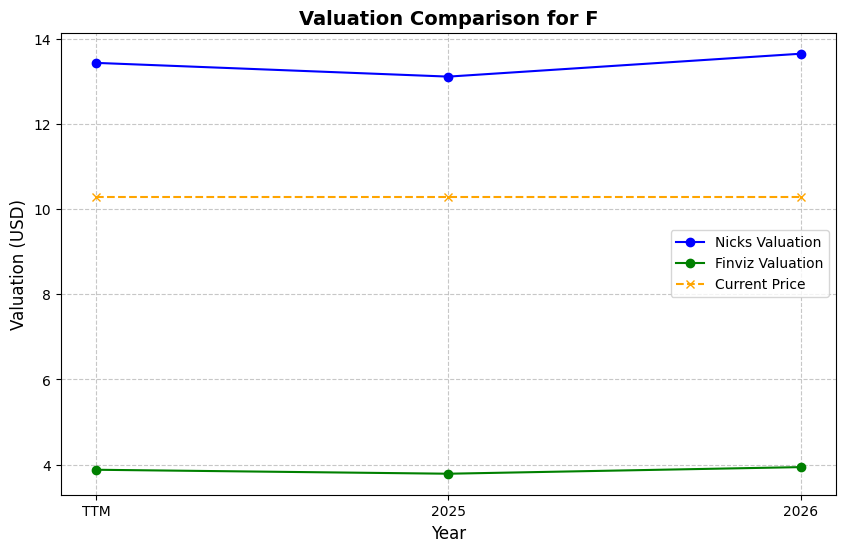 Valuation Comparison for F
14
12
10
8
6
4
Valuation (USD)
Nicks Valuation
Finviz Valuation
Current Price
TTM
2025
2026
Year